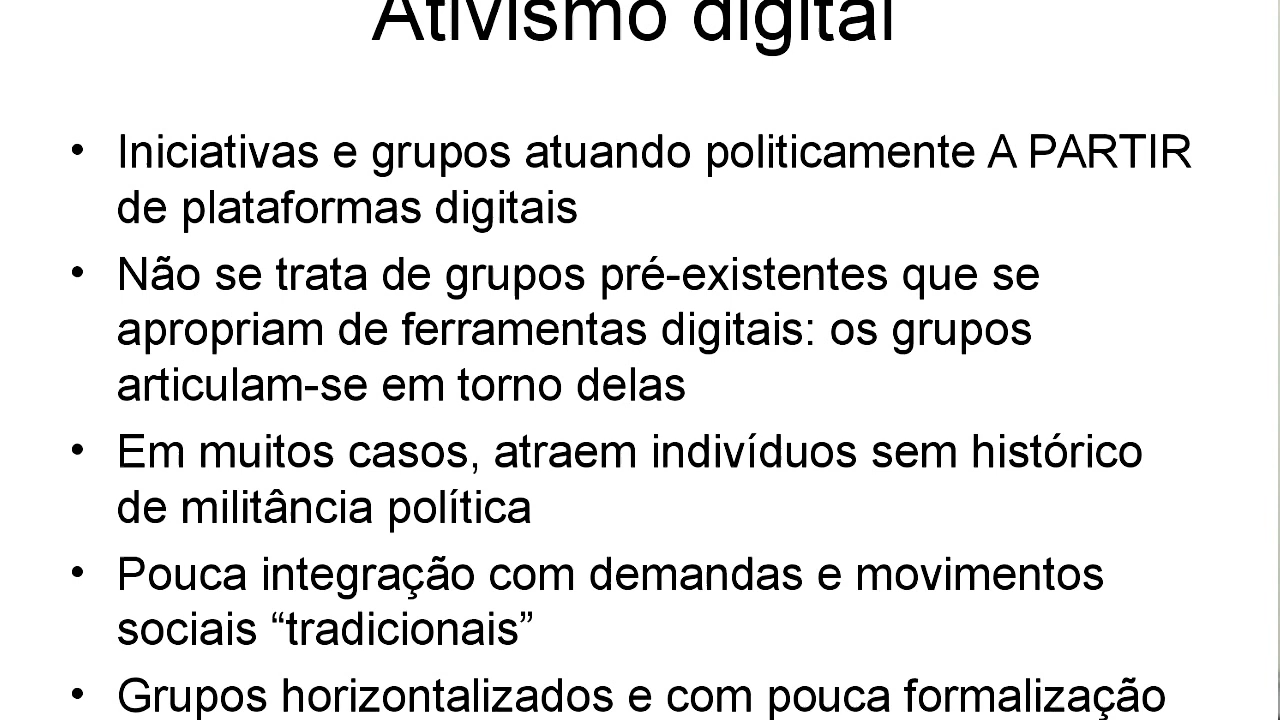 Ativismo digital
• Iniciativas e grupos atuando politicamente A PARTIR
de plataformas digitais
• Não se trata de grupos pré-existentes que se
apropriam de ferramentas digitais: os grupos
articulam-se em torno delas
• Em muitos casos, atraem indivíduos sem histórico
de militância política
• Pouca integração com demandas e movimentos
sociais “tradicionais”
• Grupos horizontalizados e com pouca formalização